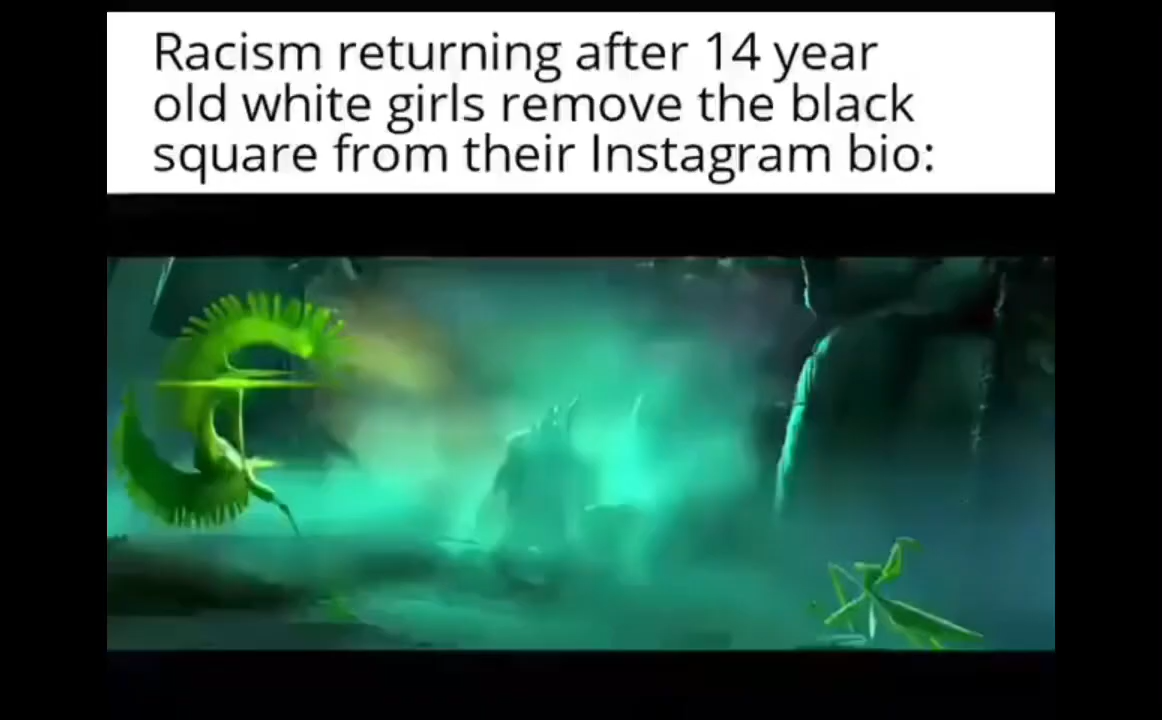 Racism returning after 14 year
old white girls remove the black
square from their Instagram bio: